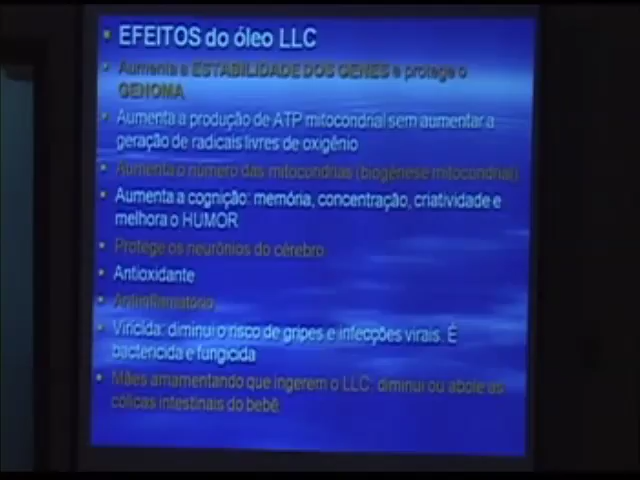 EFEITOS do óleo LLC
Aumenta a ESTABILIDADE DOS GENES e protege o
GENOMA
Aumenta a produção de ATP mitocondrial sem aumentar a
geração de radicais livres de oxigênio
Aumenta o número das mitocondrias (biogênese mitocondrial)
Aumenta a cognição: memória, concentração, criatividade e
melhora o HUMOR
Protege os neurônios do cérebro
Antioxidante
Antiinflamatório
Viricida: diminui o risco de gripes e infecções virais. É
bactericida e fungicida
Mães amamentando que ingerem o LLC: diminui ou abole as
cólicas intestinais do bebê